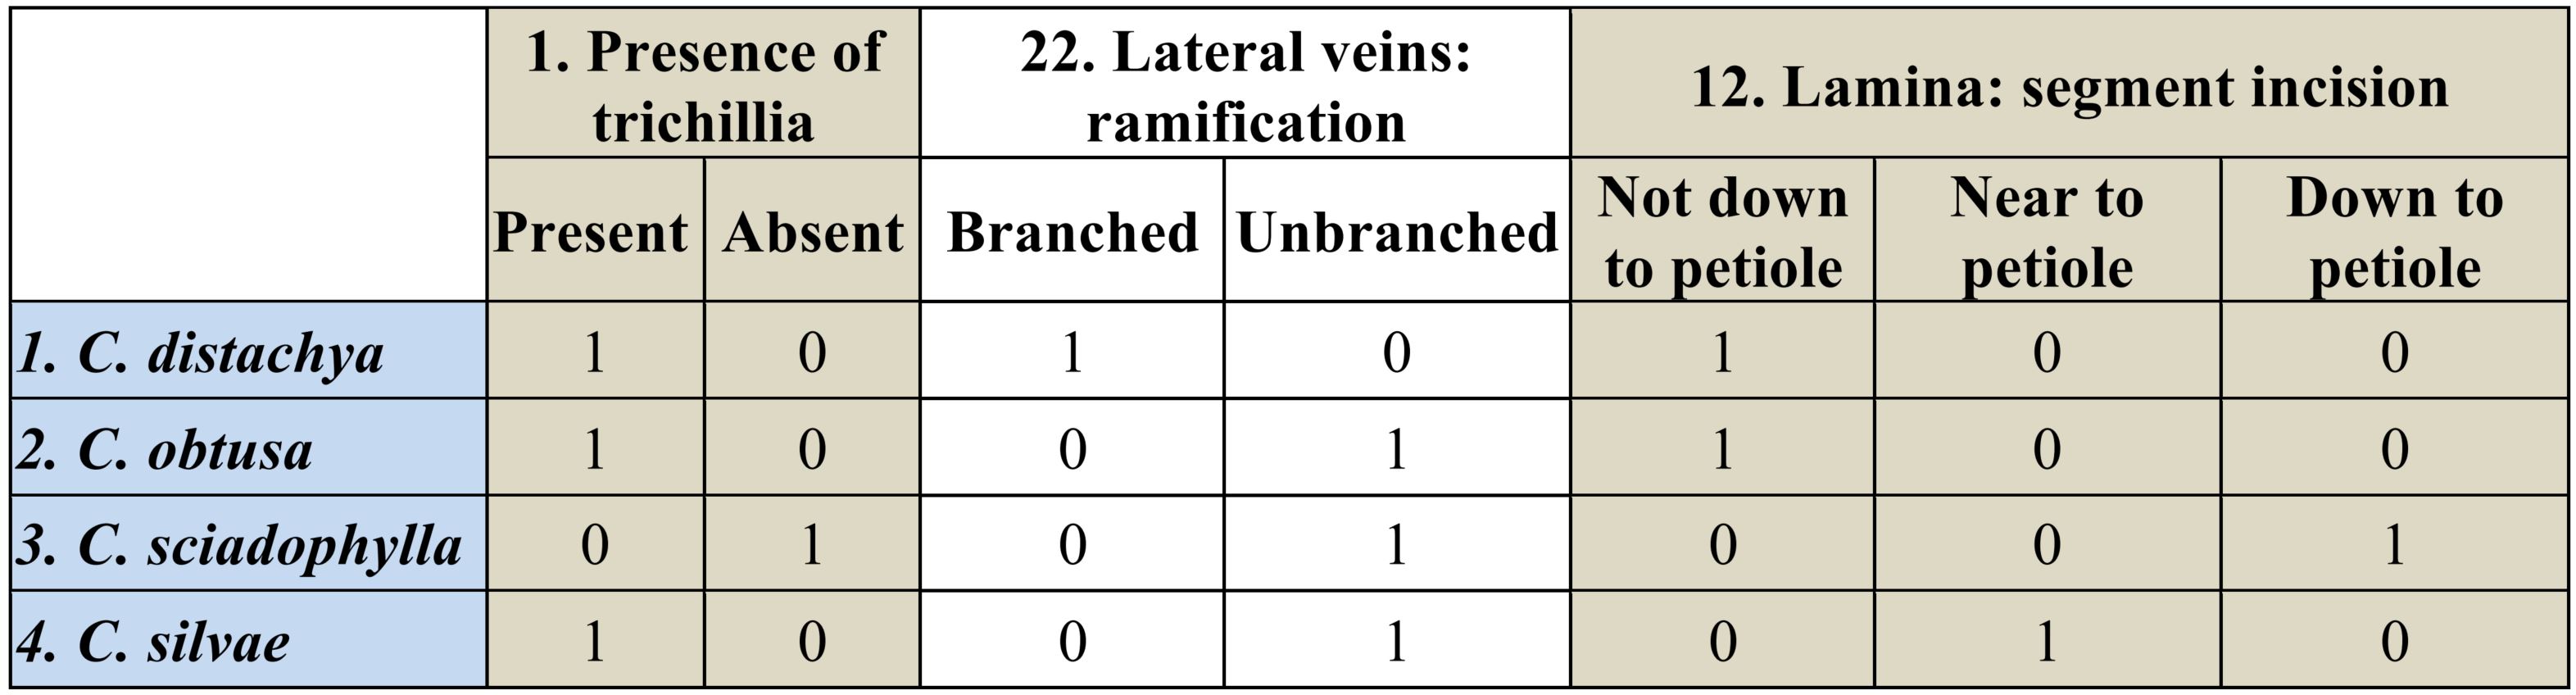 1. Presence of trichillia 22. Lateral veins: ramification 12. Lamina: segment incision
Present Absent Branched Unbranched Not down to petiole Near to petiole Down to petiole
1. C. distachya 1 0 1 0 1 0 0
2. C. obtusa 1 0 0 1 1 0 0
3. C. sciadophylla 0 1 0 1 0 0 1
4. C. silvae 1 0 0 1 0 1 0